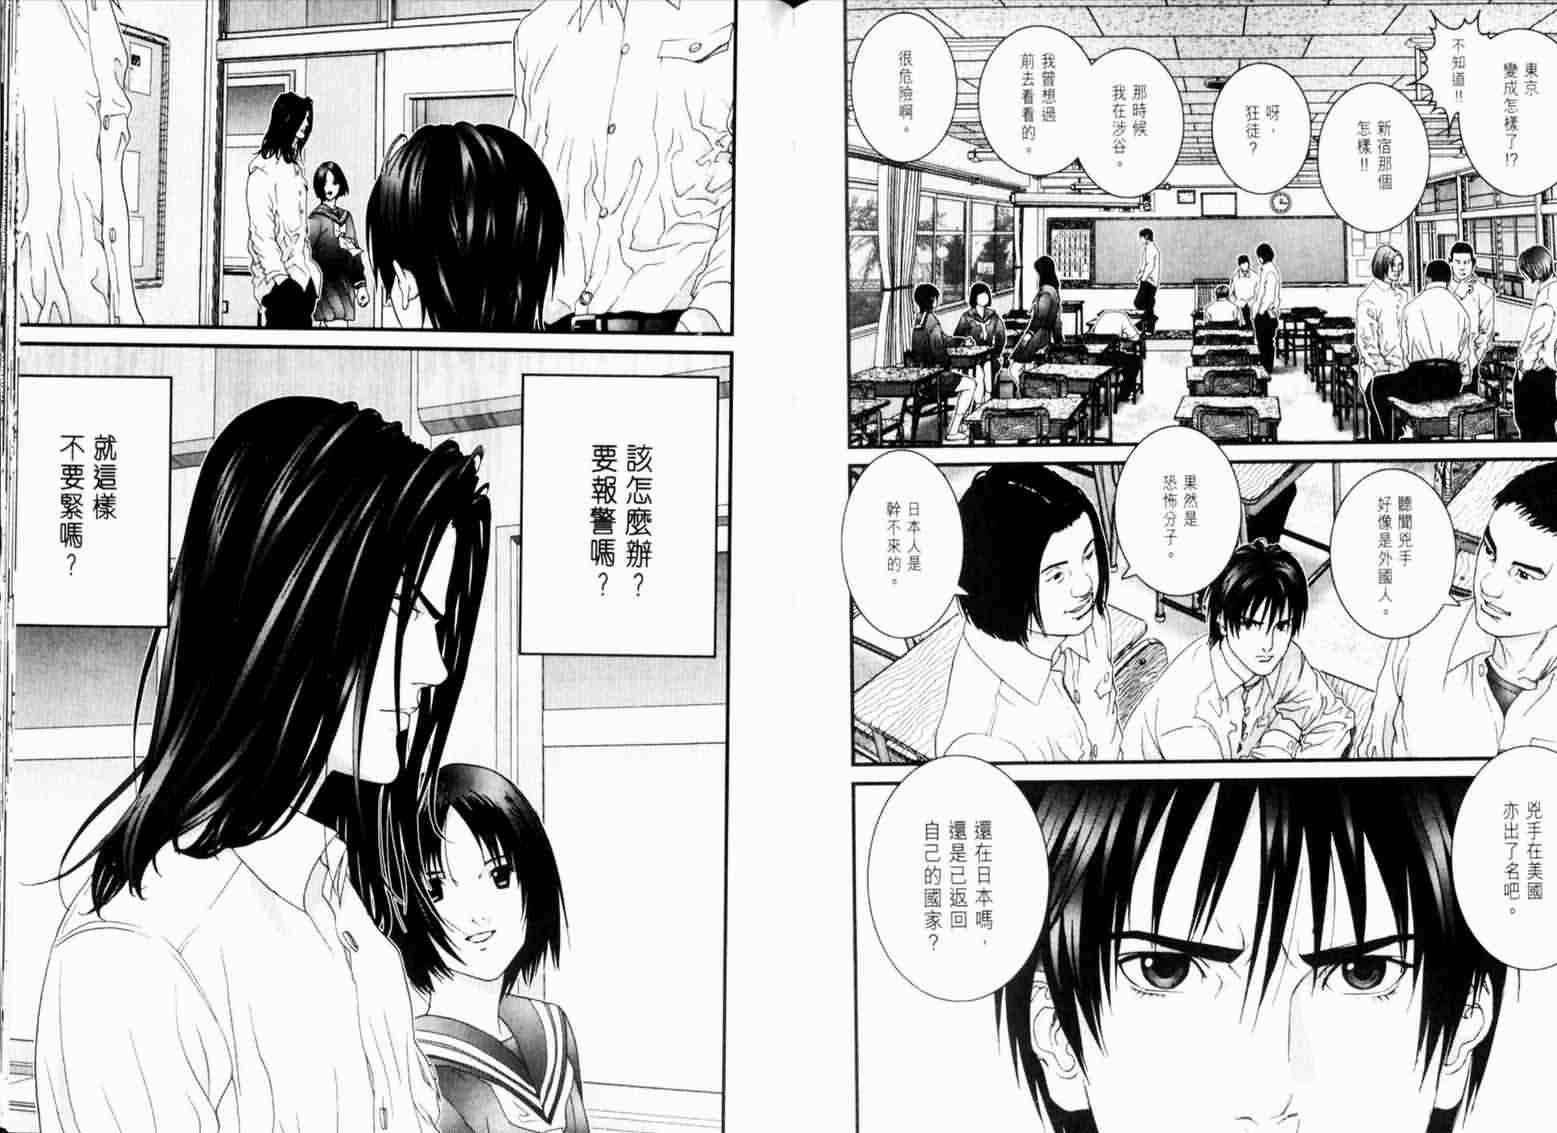 東京
變成怎樣了!?
不知道!!
新宿那個
怎樣!!
呀,
狂徒?
那時候
我在涉谷。
我曾想過
前去看看的。
很危險啊。
聽聞兇手
好像是外國人。
果然是
恐怖分子。
日本人是
幹不來的。
兇手在美國
亦出了名吧。
還在日本嗎,
還是已返回
自己的國家?
該怎麼辦?
要報警嗎?
就這樣
不要緊嗎?